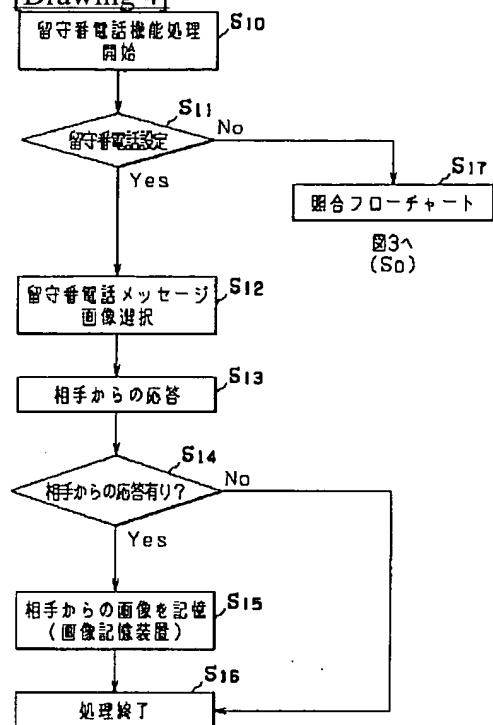 [Drawing 4]
留守番電話機能処理
開始
S10
留守番電話設定
S11
No
Yes
照合フローチャート
S17
図3へ
(S0)
留守番電話メッセージ
画像選択
S12
相手からの応答
S13
相手からの応答有り?
S14
No
Yes
相手からの画像を記憶
(画像記憶装置)
S15
処理終了
S16